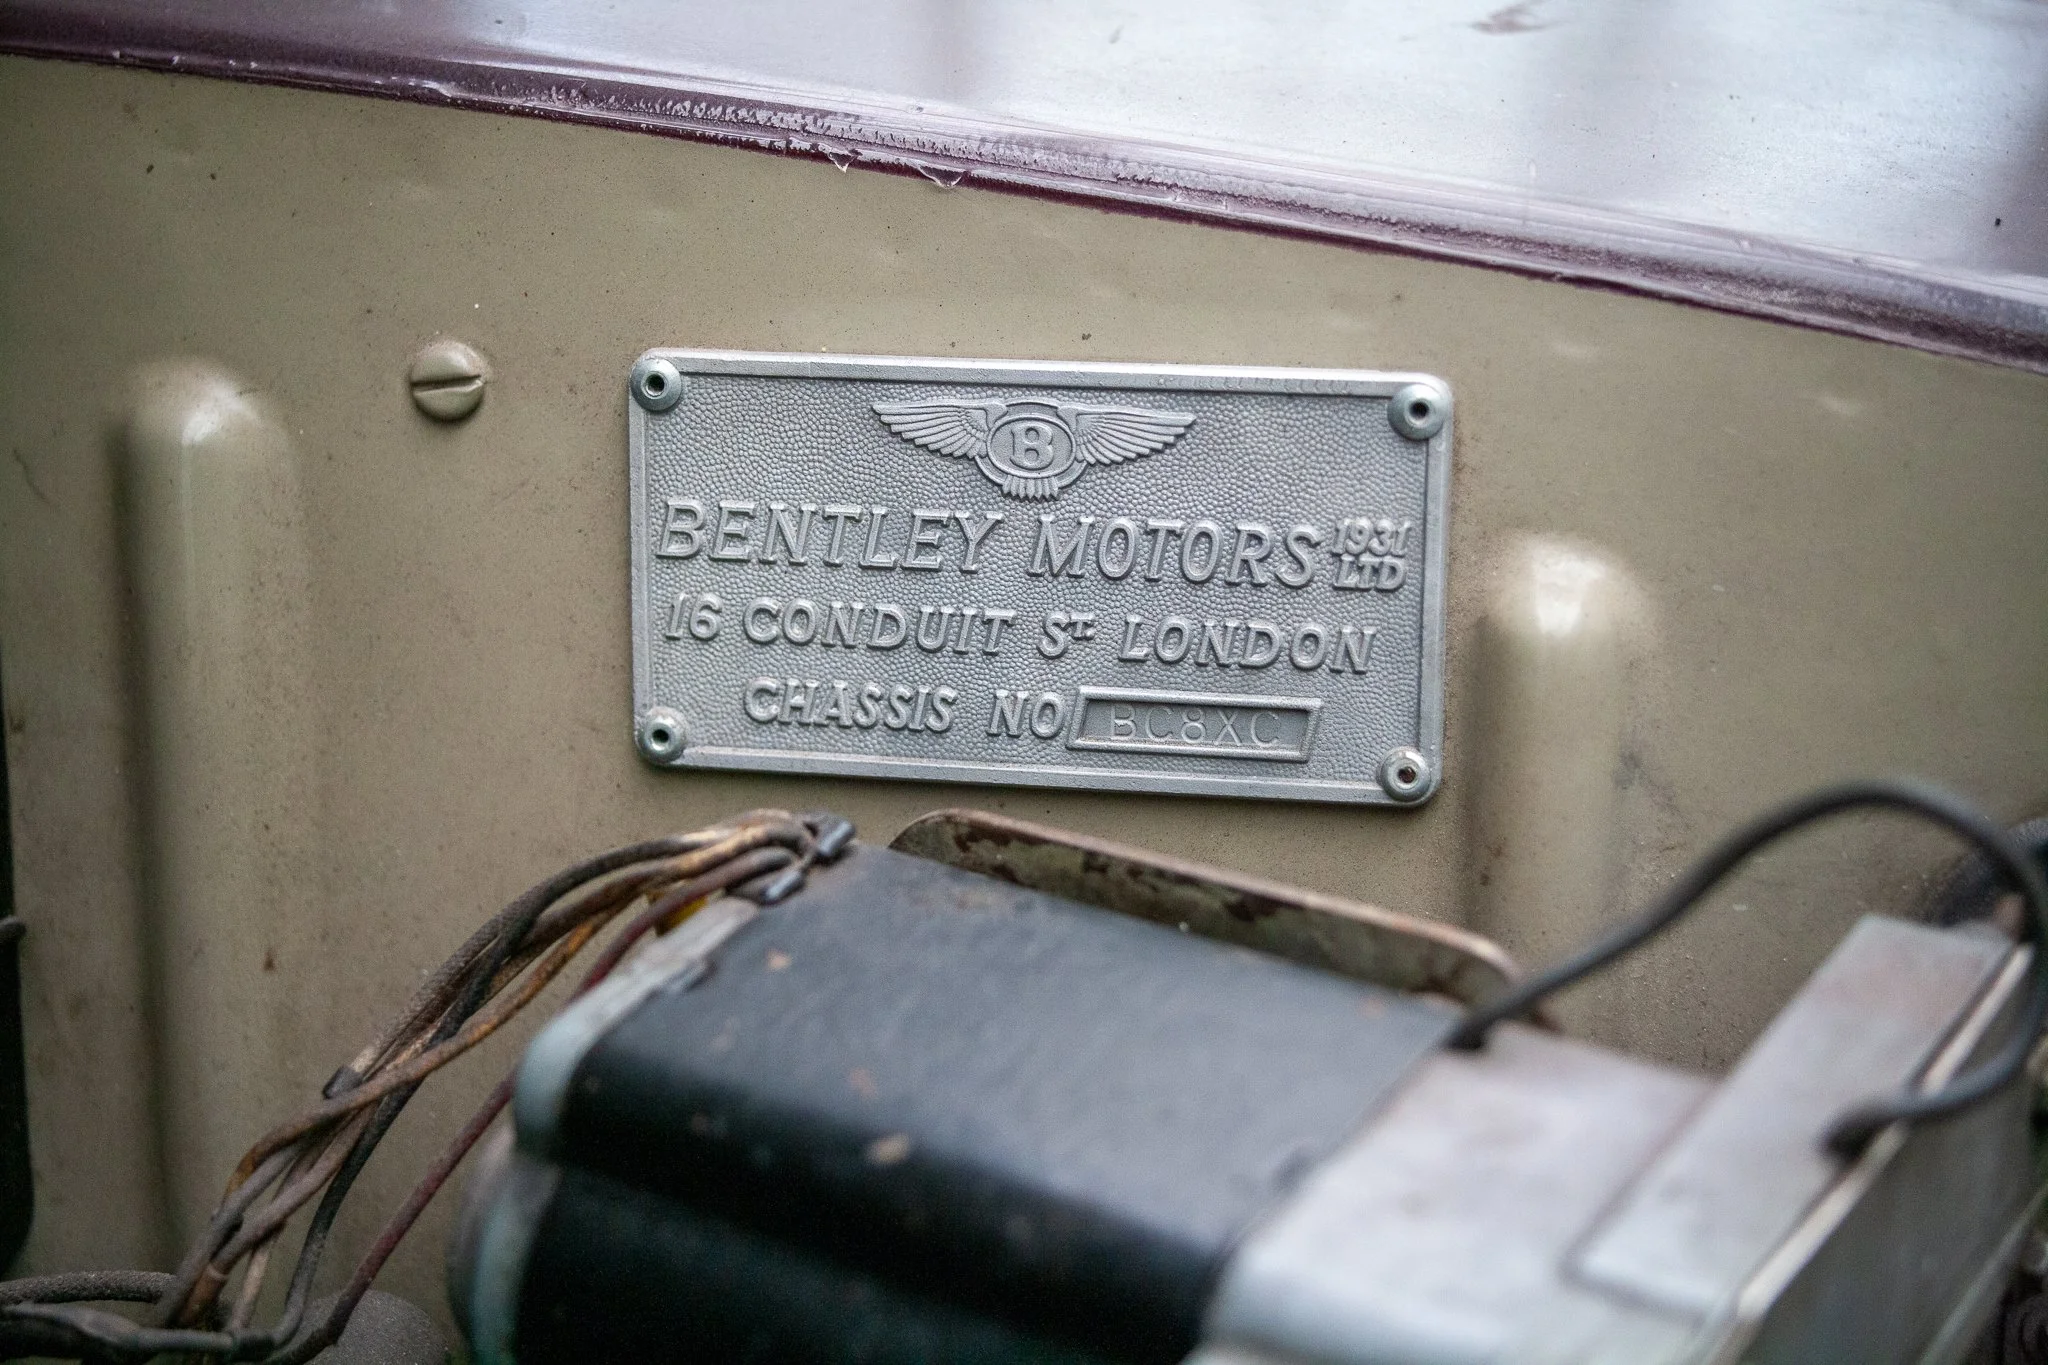 B
BENTLEY MOTORS 1931 LTD
16 CONDUIT ST. LONDON
CHASSIS NO BC8XC